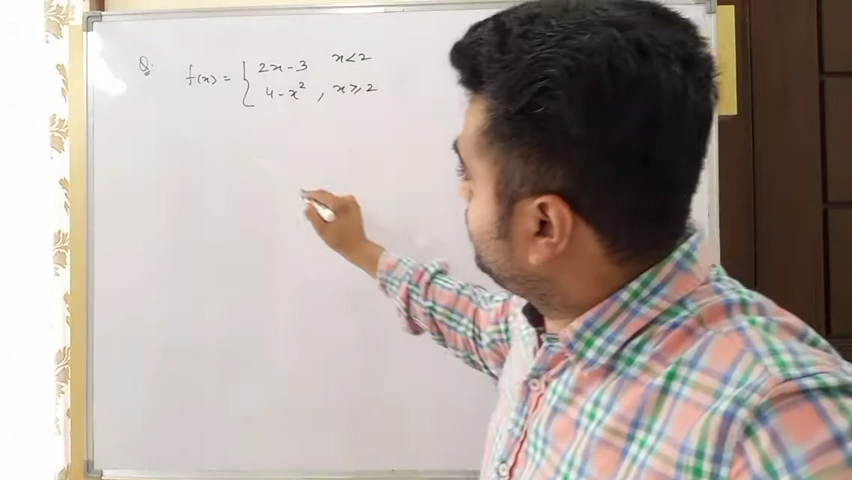 Q. f(x) = { 2x - 3 x < 2
4 - x² , x ≥ 2